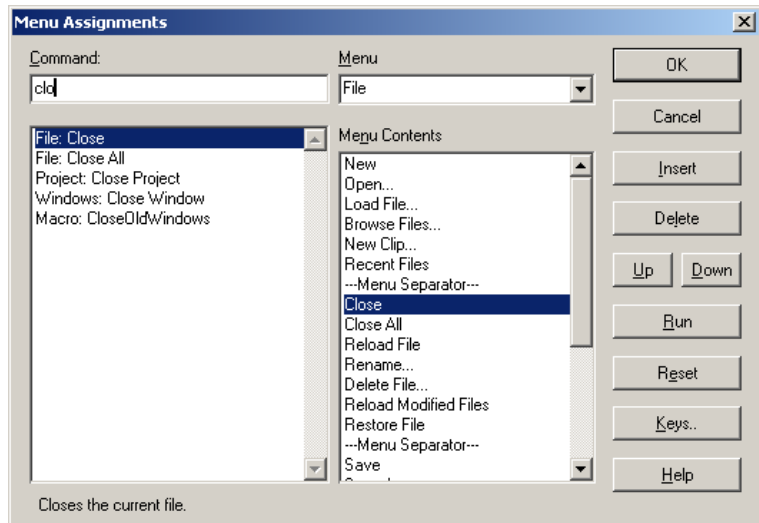 Menu Assignments
Command:
clo
File: Close
File: Close All
Project: Close Project
Windows: Close Window
Macro: CloseOldWindows
Menu
File
Menu Contents
New
Open...
Load File...
Browse Files...
New Clip...
Recent Files
---Menu Separator---
Close
Close All
Reload File
Rename...
Delete File...
Reload Modified Files
Restore File
---Menu Separator---
Save
OK
Cancel
Insert
Delete
Up Down
Run
Reset
Keys..
Help
Closes the current file.